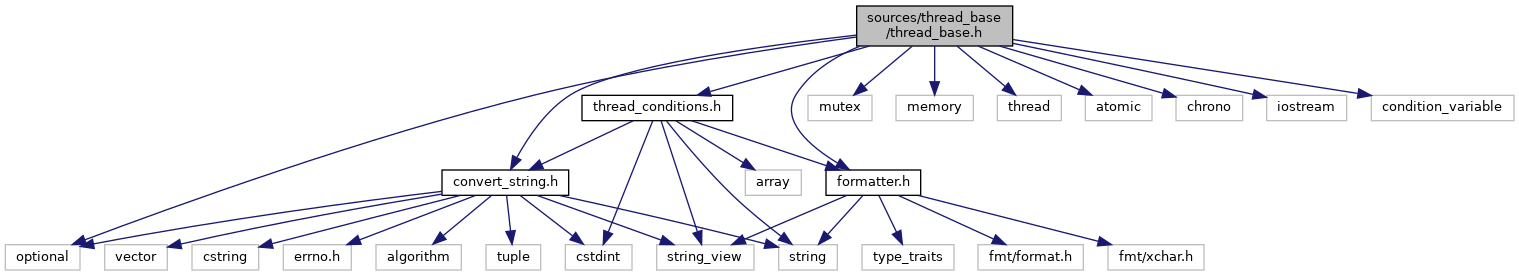 sources/thread_base
/thread_base.h
thread_conditions.h
mutex
memory
thread
atomic
chrono
iostream
condition_variable
convert_string.h
array
formatter.h
optional
vector
cstring
errno.h
algorithm
tuple
cstdint
string_view
string
type_traits
fmt/format.h
fmt/xchar.h